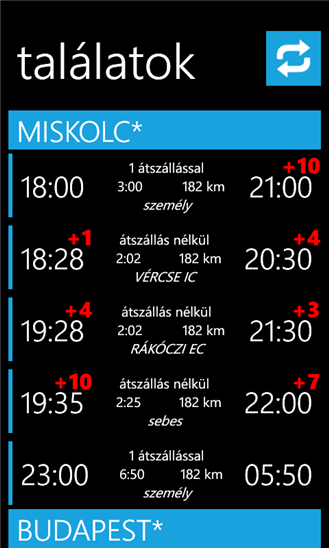 találatok
MISKOLC*
+10
1 átszállással
18:00 3:00 182 km 21:00
személy
+1 +4
átszállás nélkül
18:28 2:02 182 km 20:30
VÉRCSE IC
+4 +3
átszállás nélkül
19:28 2:02 182 km 21:30
RÁKÓCZI EC
+10 +7
átszállás nélkül
19:35 2:25 182 km 22:00
sebes
1 átszállással
23:00 6:50 182 km 05:50
személy
BUDAPEST*